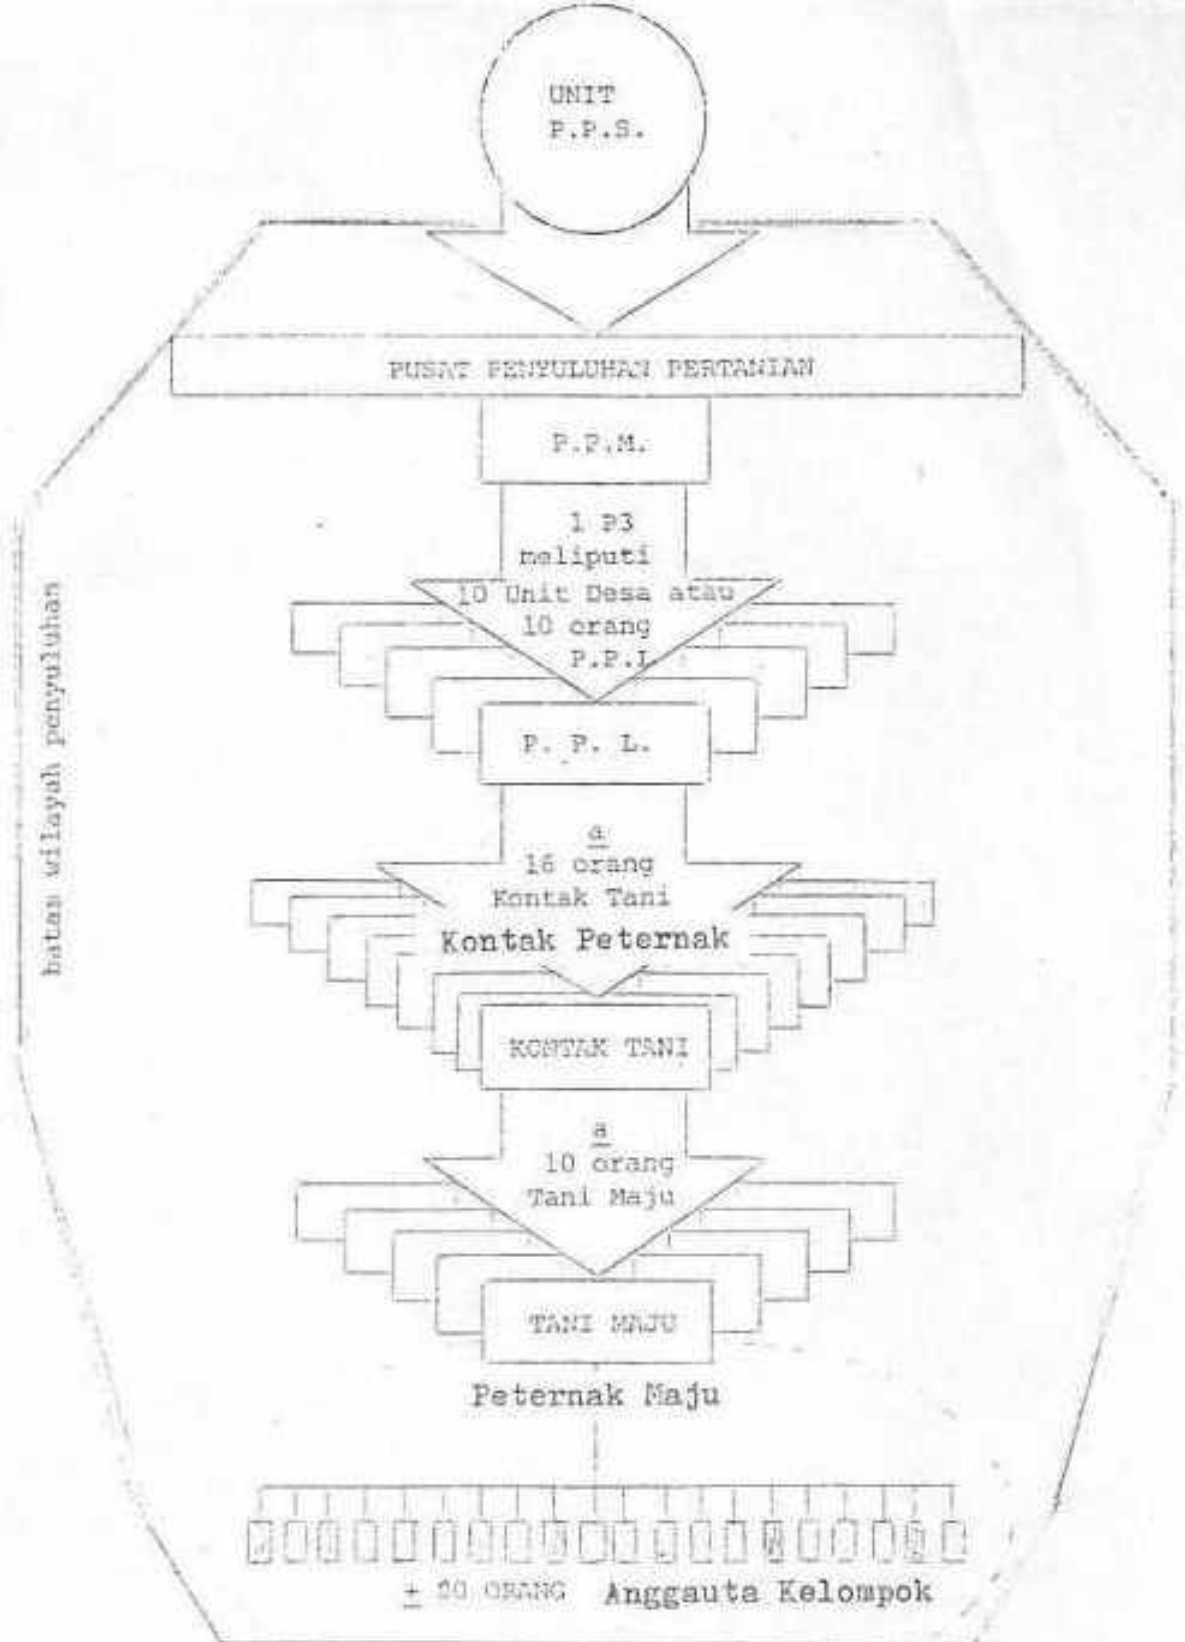 UNIT
P.P.S.
PUSAT PENYULUHAN PERTANIAN
P.P.M.
1 P3
meliputi
10 Unit Desa atau
10 orang
P.P.L
P. P. L.
a
16 orang
Kontak Tani
Kontak Peternak
KONTAK TANI
a
10 orang
Tani Maju
TANI MAJU
Peternak Maju
± 20 ORANG Anggauta Kelompok
batas wilayah penyuluhan